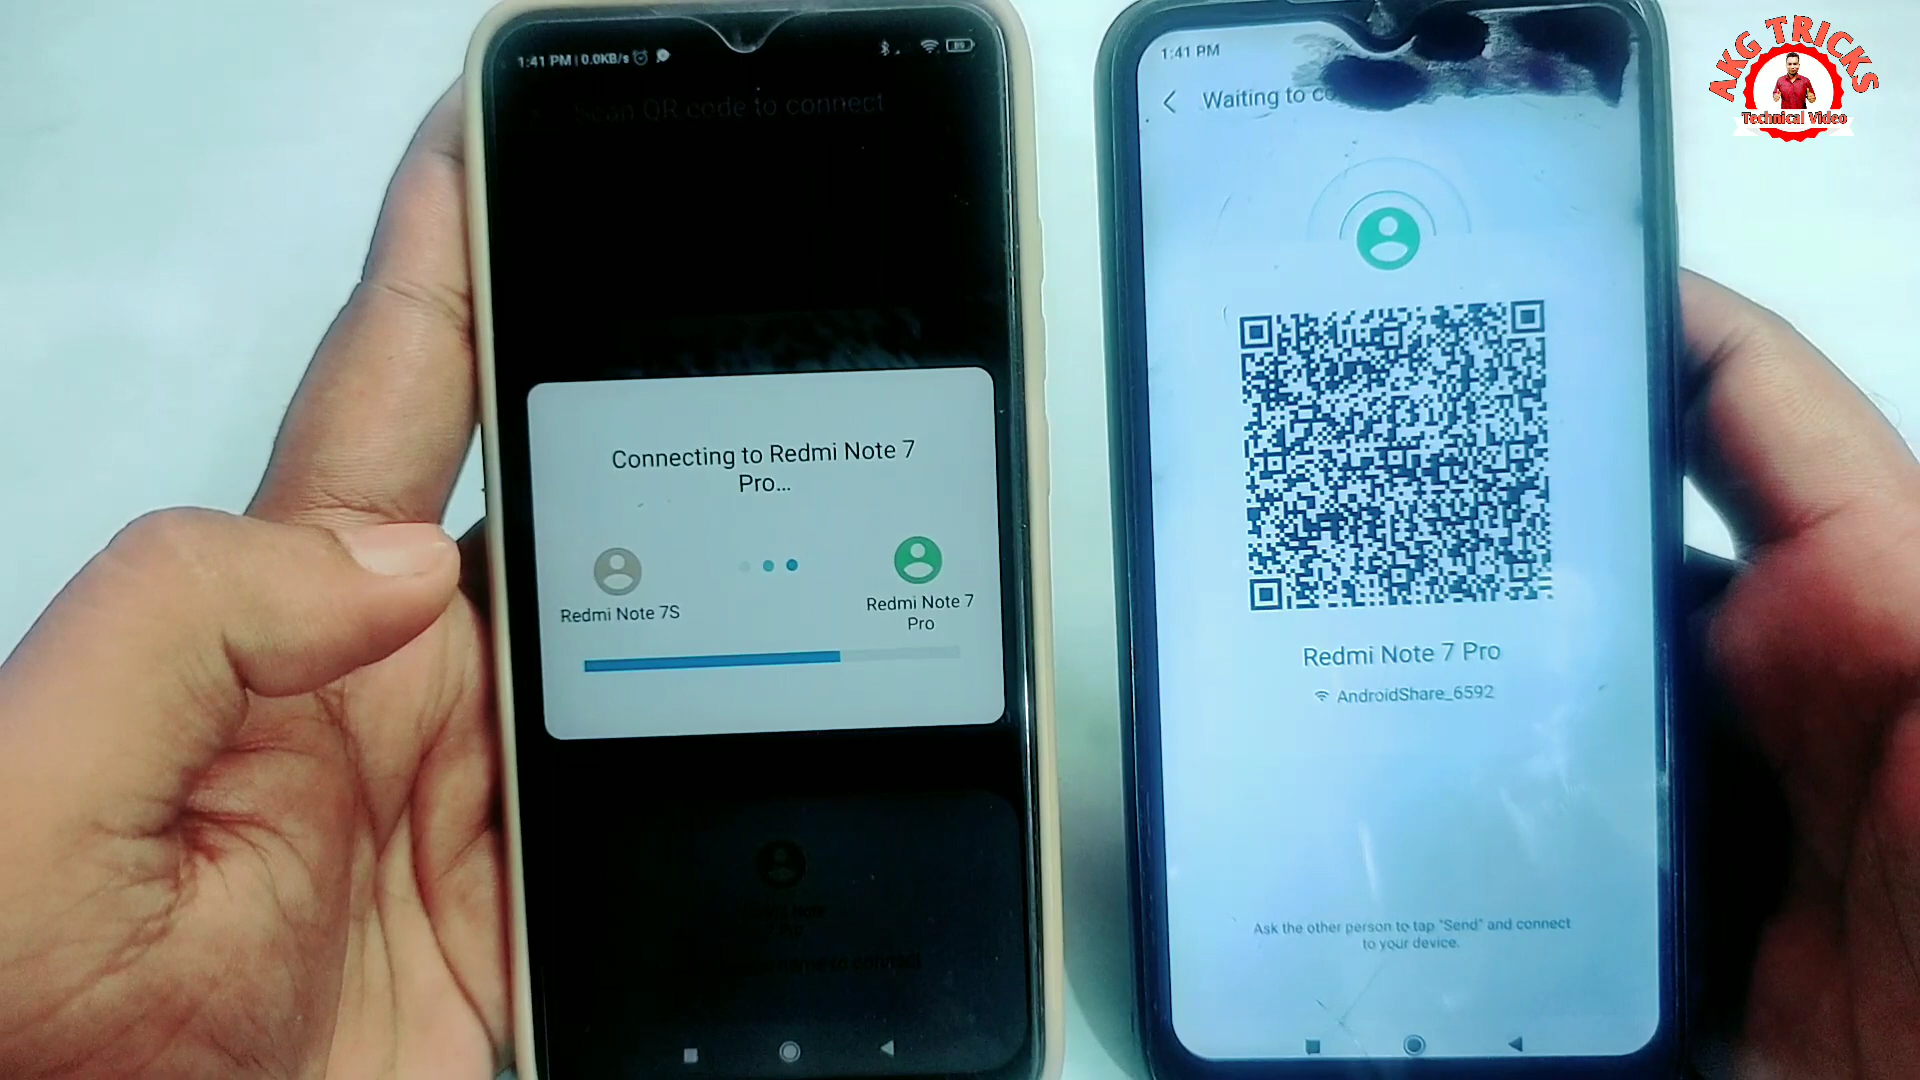 1:41 PM | 0.0KB/s
89
Scan QR code to connect
Connecting to Redmi Note 7
Pro...
Redmi Note 7S
Redmi Note 7
Pro
1:41 PM
Waiting to co
Redmi Note 7 Pro
AndroidShare_6592
Ask the other person to tap "Send" and connect
to your device.
AKG TRICKS
Technical Video